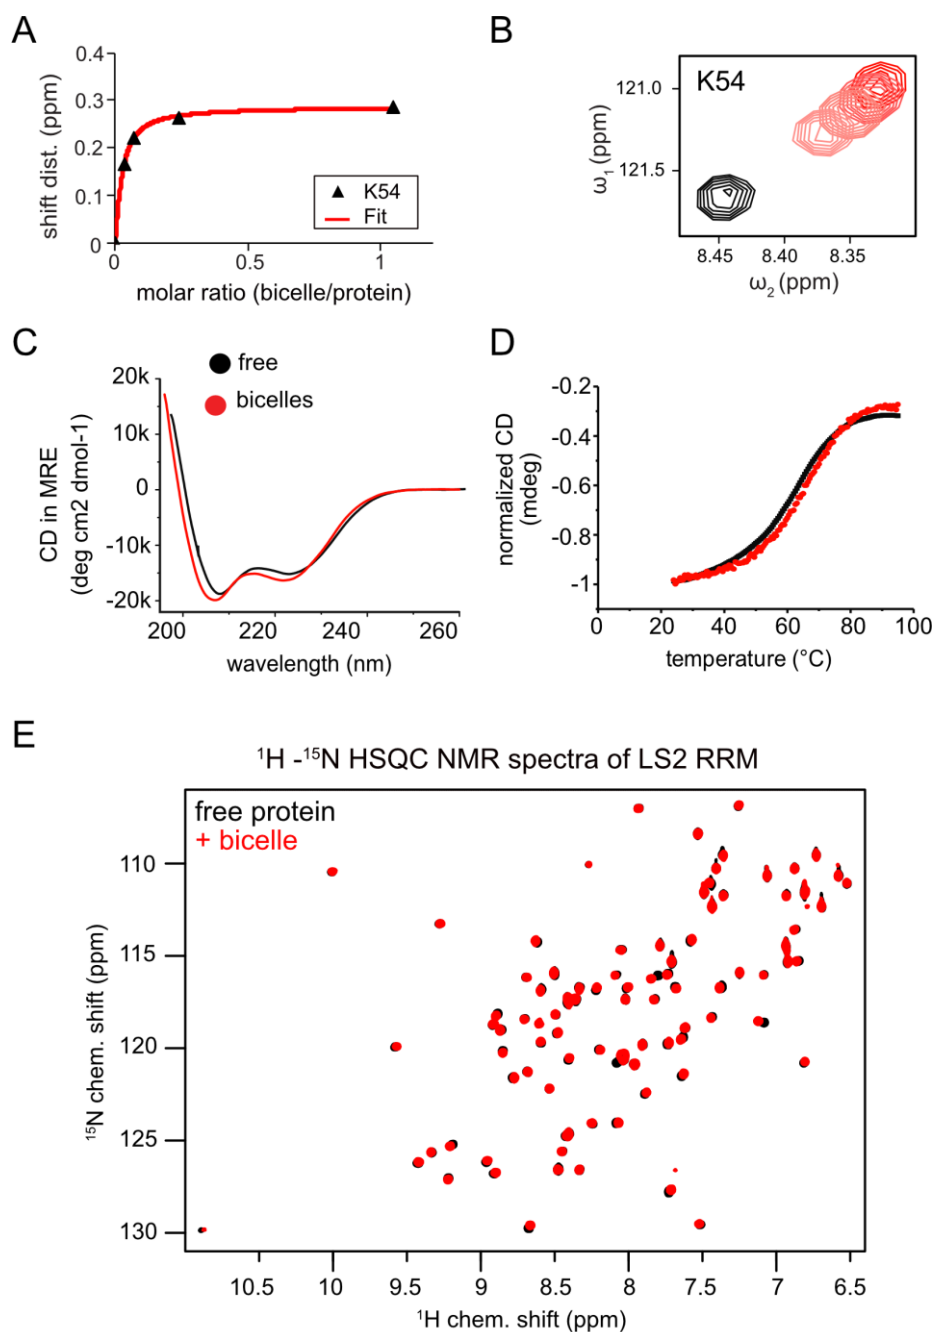 A
shift dist. (ppm)
0.4
0.3
0.2
0.1
0
0
0.5
1
molar ratio (bicelle/protein)
K54
Fit
B
K54
ω1 (ppm)
121.0
121.5
8.45
8.40
8.35
ω2 (ppm)
C
free
bicelles
CD in MRE
(deg cm2 dmol-1)
20k
10k
0
-10k
-20k
200
220
240
260
wavelength (nm)
D
normalized CD
(mdeg)
-0.2
-0.4
-0.6
-0.8
-1
0
20
40
60
80
100
temperature (°C)
E
¹H -¹⁵N HSQC NMR spectra of LS2 RRM
free protein
+ bicelle
¹⁵N chem. shift (ppm)
110
115
120
125
130
10.5
10
9.5
9
8.5
8
7.5
7
6.5
¹H chem. shift (ppm)